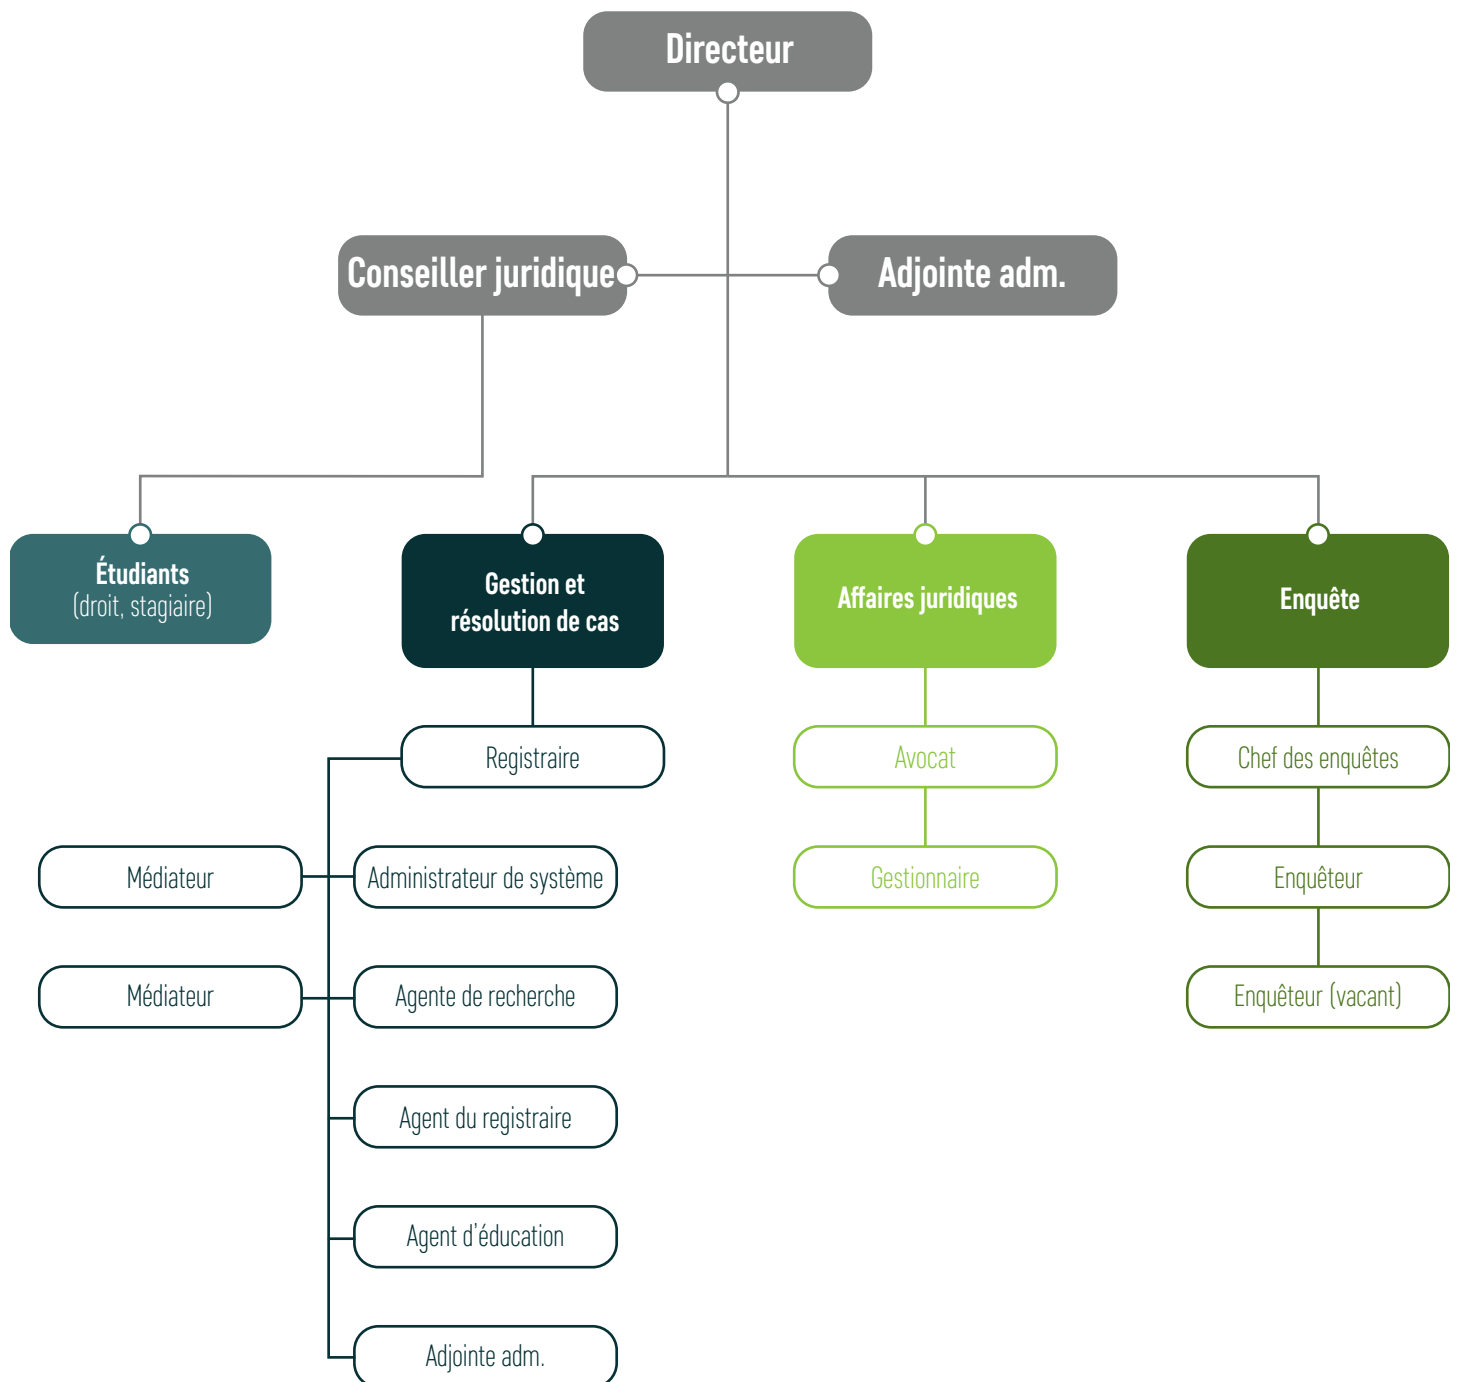 Directeur
Conseiller juridique
Adjointe adm.
Étudiants
(droit, stagiaire)
Gestion et
résolution de cas
Affaires juridiques
Enquête
Registraire
Avocat
Chef des enquêtes
Médiateur
Administrateur de système
Gestionnaire
Enquêteur
Médiateur
Agente de recherche
Enquêteur (vacant)
Agent du registraire
Agent d'éducation
Adjointe adm.